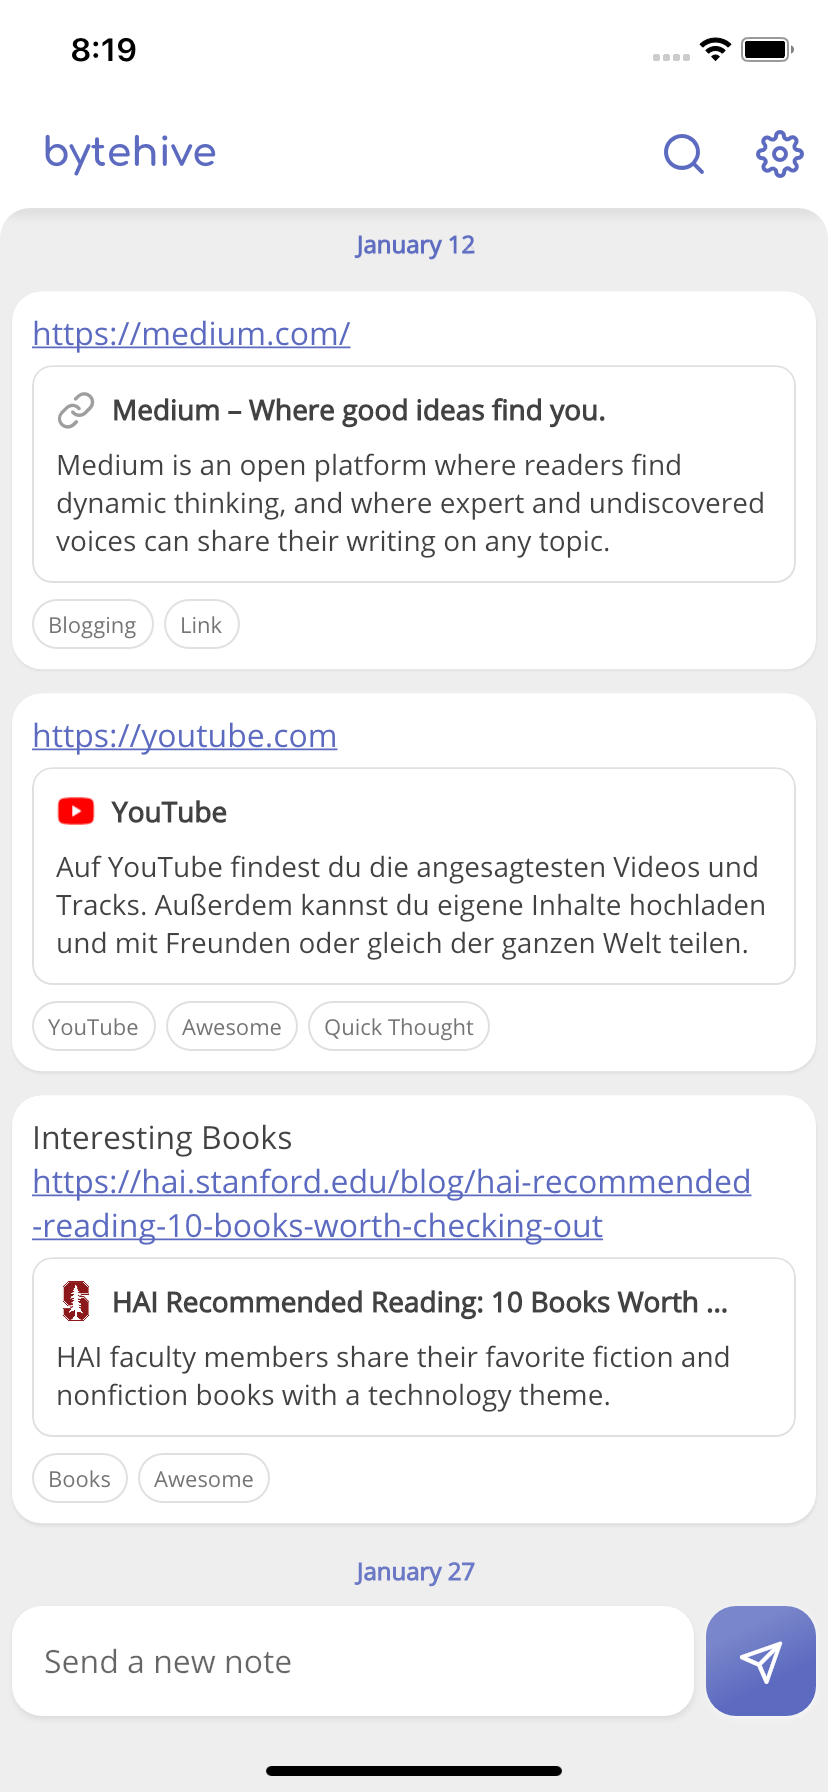 8:19
bytehive
January 12
https://medium.com/
Medium – Where good ideas find you.
Medium is an open platform where readers find
dynamic thinking, and where expert and undiscovered
voices can share their writing on any topic.
Blogging Link
https://youtube.com
YouTube
Auf YouTube findest du die angesagtesten Videos und
Tracks. Außerdem kannst du eigene Inhalte hochladen
und mit Freunden oder gleich der ganzen Welt teilen.
YouTube Awesome Quick Thought
Interesting Books
https://hai.stanford.edu/blog/hai-recommended
-reading-10-books-worth-checking-out
HAI Recommended Reading: 10 Books Worth ...
HAI faculty members share their favorite fiction and
nonfiction books with a technology theme.
Books Awesome
January 27
Send a new note